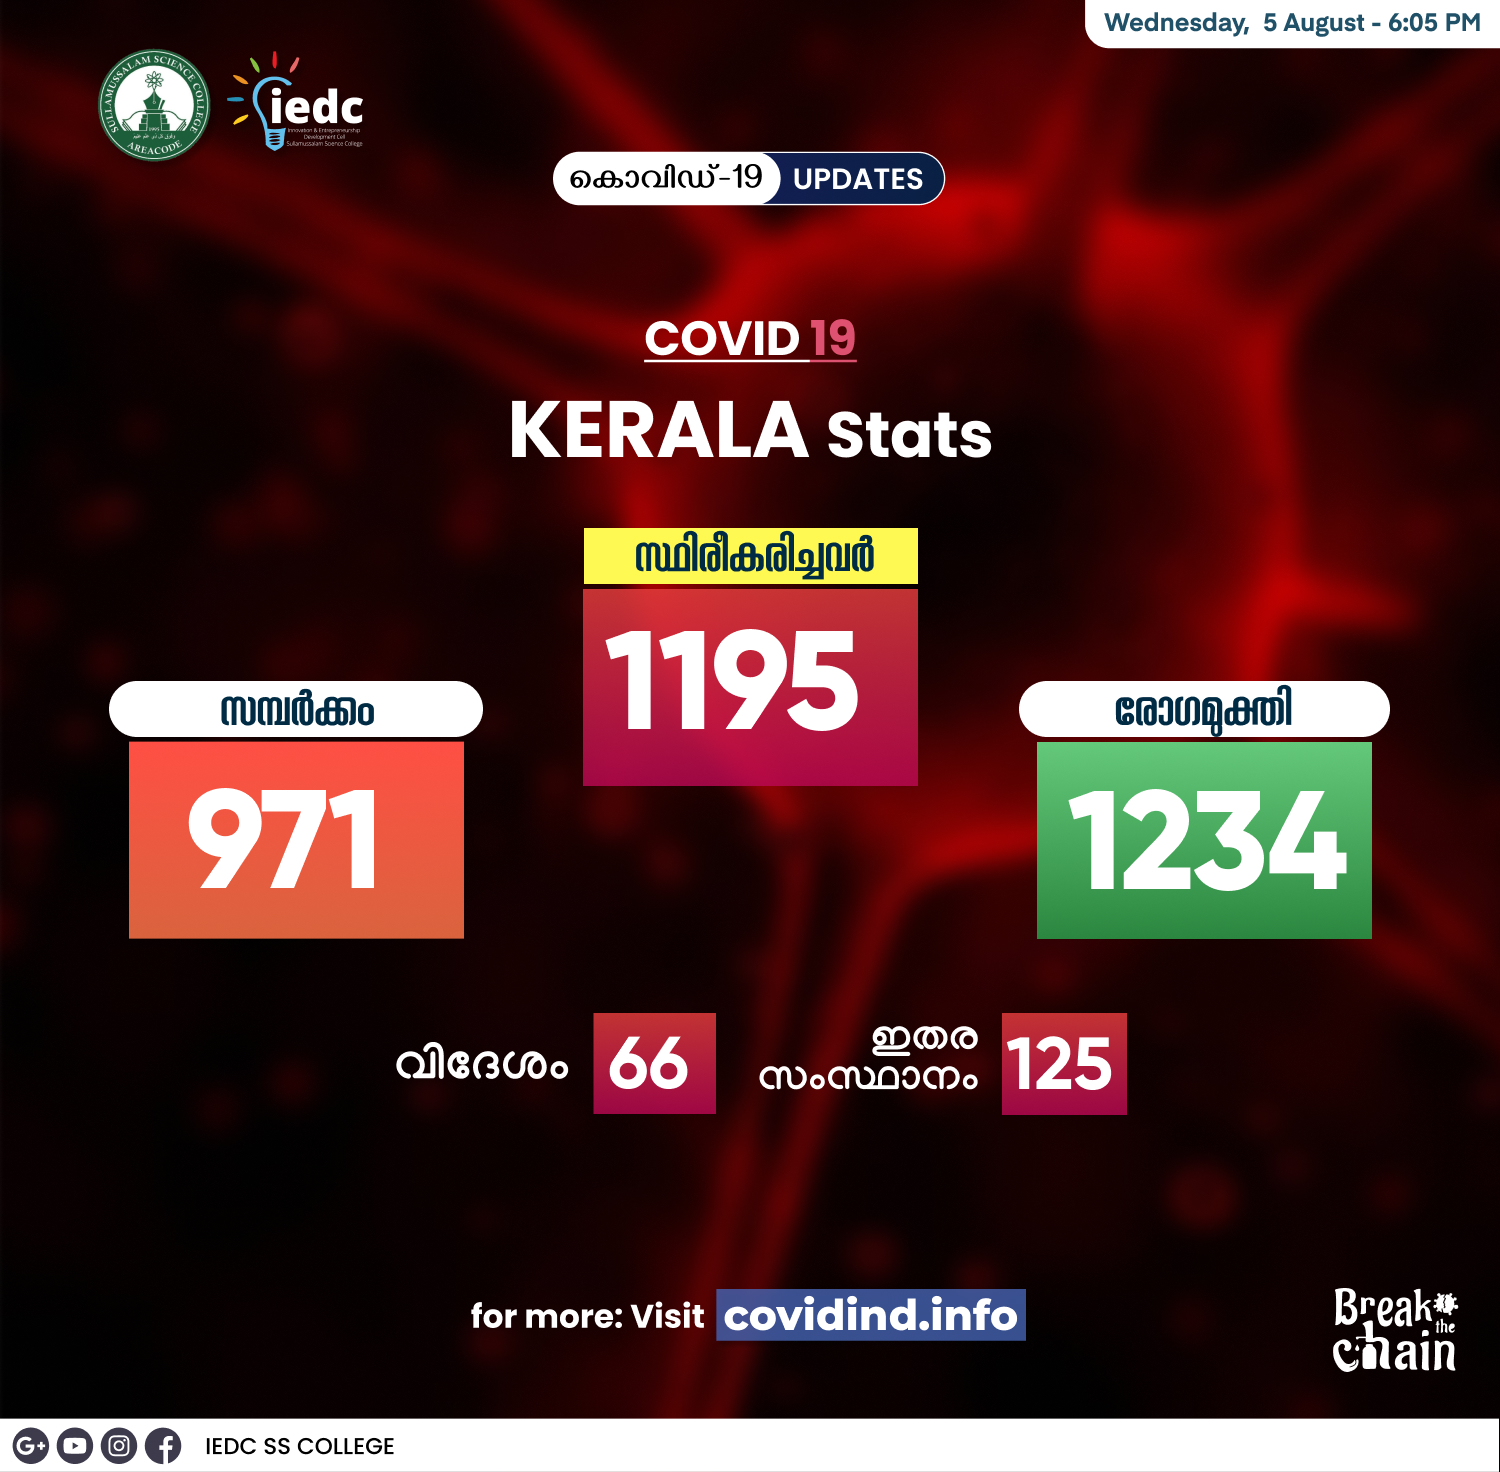 Wednesday, 5 August - 6:05 PM
SULLAMUSSALAM SCIENCE COLLEGE
1995
AREACODE
iedc
Innovation & Entrepreneurship
Development Cell
Sullamussalam Science College
കൊവിഡ്-19 UPDATES
COVID 19
KERALA Stats
സ്ഥിരീകരിച്ചവർ
1195
സമ്പർക്കം
971
രോഗമുക്തി
1234
വിദേശം 66
ഇതര
സംസ്ഥാനം 125
for more: Visit covidind.info
Break
the
chain
IEDC SS COLLEGE